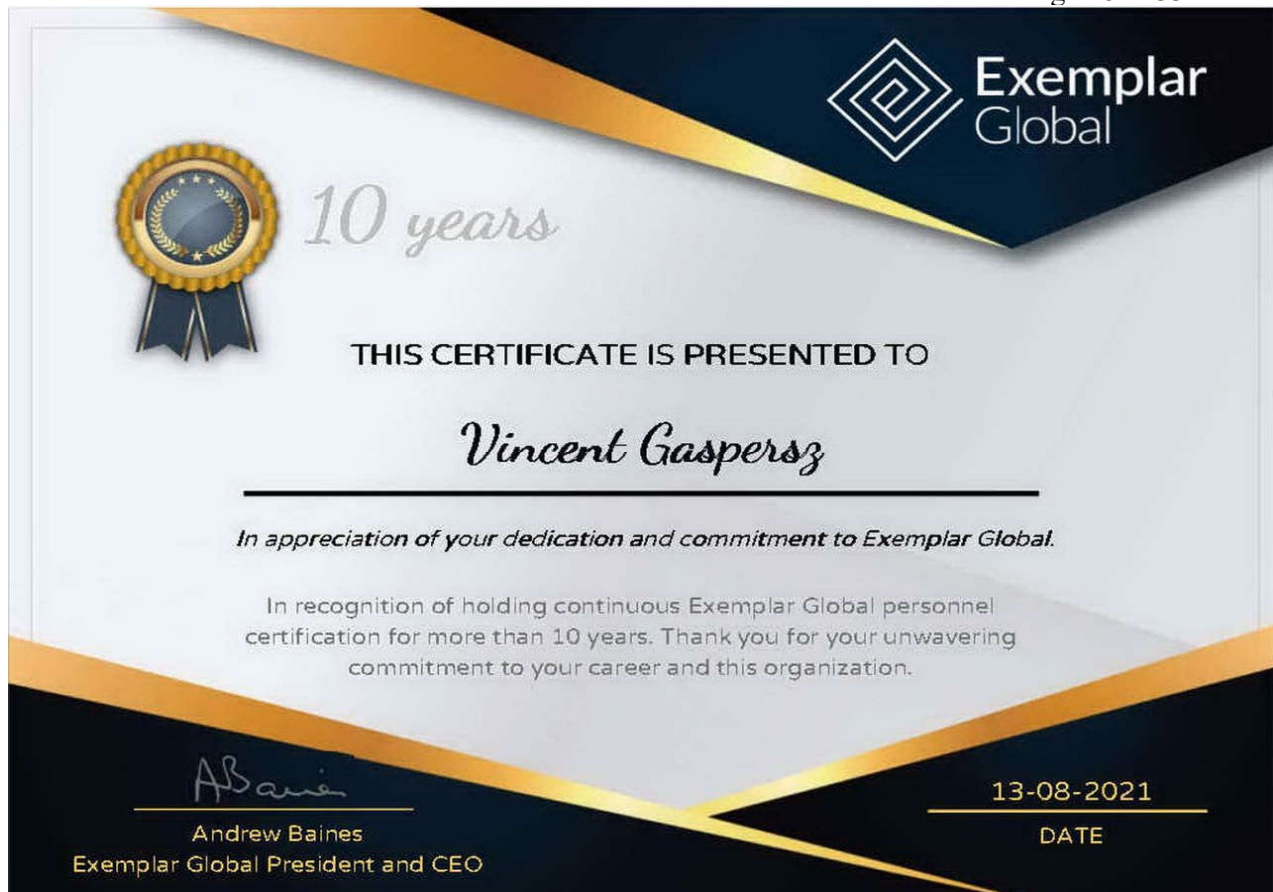 Exemplar
Global
10 years
THIS CERTIFICATE IS PRESENTED TO
Vincent Gaspersz
In appreciation of your dedication and commitment to Exemplar Global.
In recognition of holding continuous Exemplar Global personnel
certification for more than 10 years. Thank you for your unwavering
commitment to your career and this organization.
ABaines
Andrew Baines
Exemplar Global President and CEO
13-08-2021
DATE